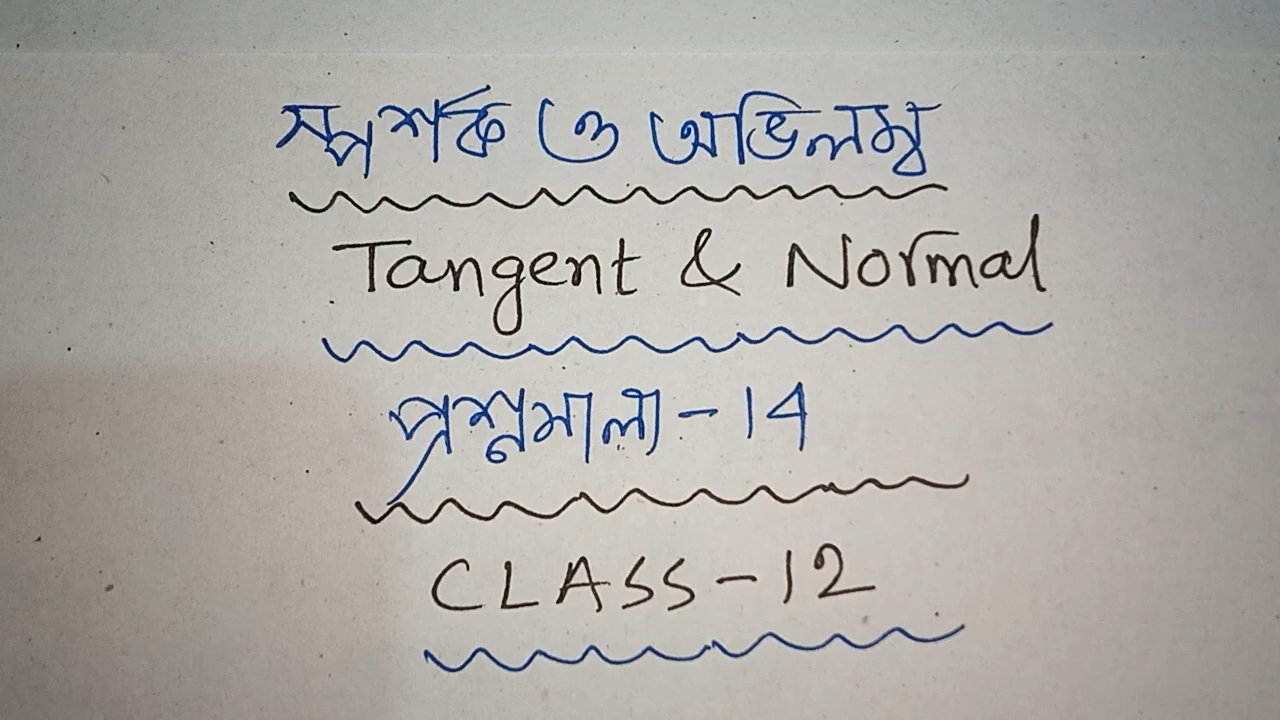 স্পর্শক ও অভিলম্ব
Tangent & Normal
প্রশ্নমালা-14
CLASS-12